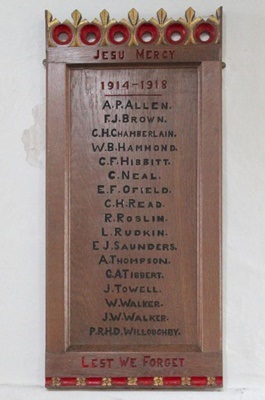 JESU MERCY
1914-1918
A.P. ALLEN.
F.J. BROWN.
C.H. CHAMBERLAIN.
W.B. HAMMOND.
C.F. HIBBITT.
C. NEAL.
E.F. OFIELD.
C.H. READ.
R. ROSLIN.
L. RUDKIN.
E.J. SAUNDERS.
A. THOMPSON.
TIBBERT.
J. TOWELL.
W. WALKER.
J.W. WALKER.
P.R.H.D. WILLOUGHBY.
LEST WE FORGET